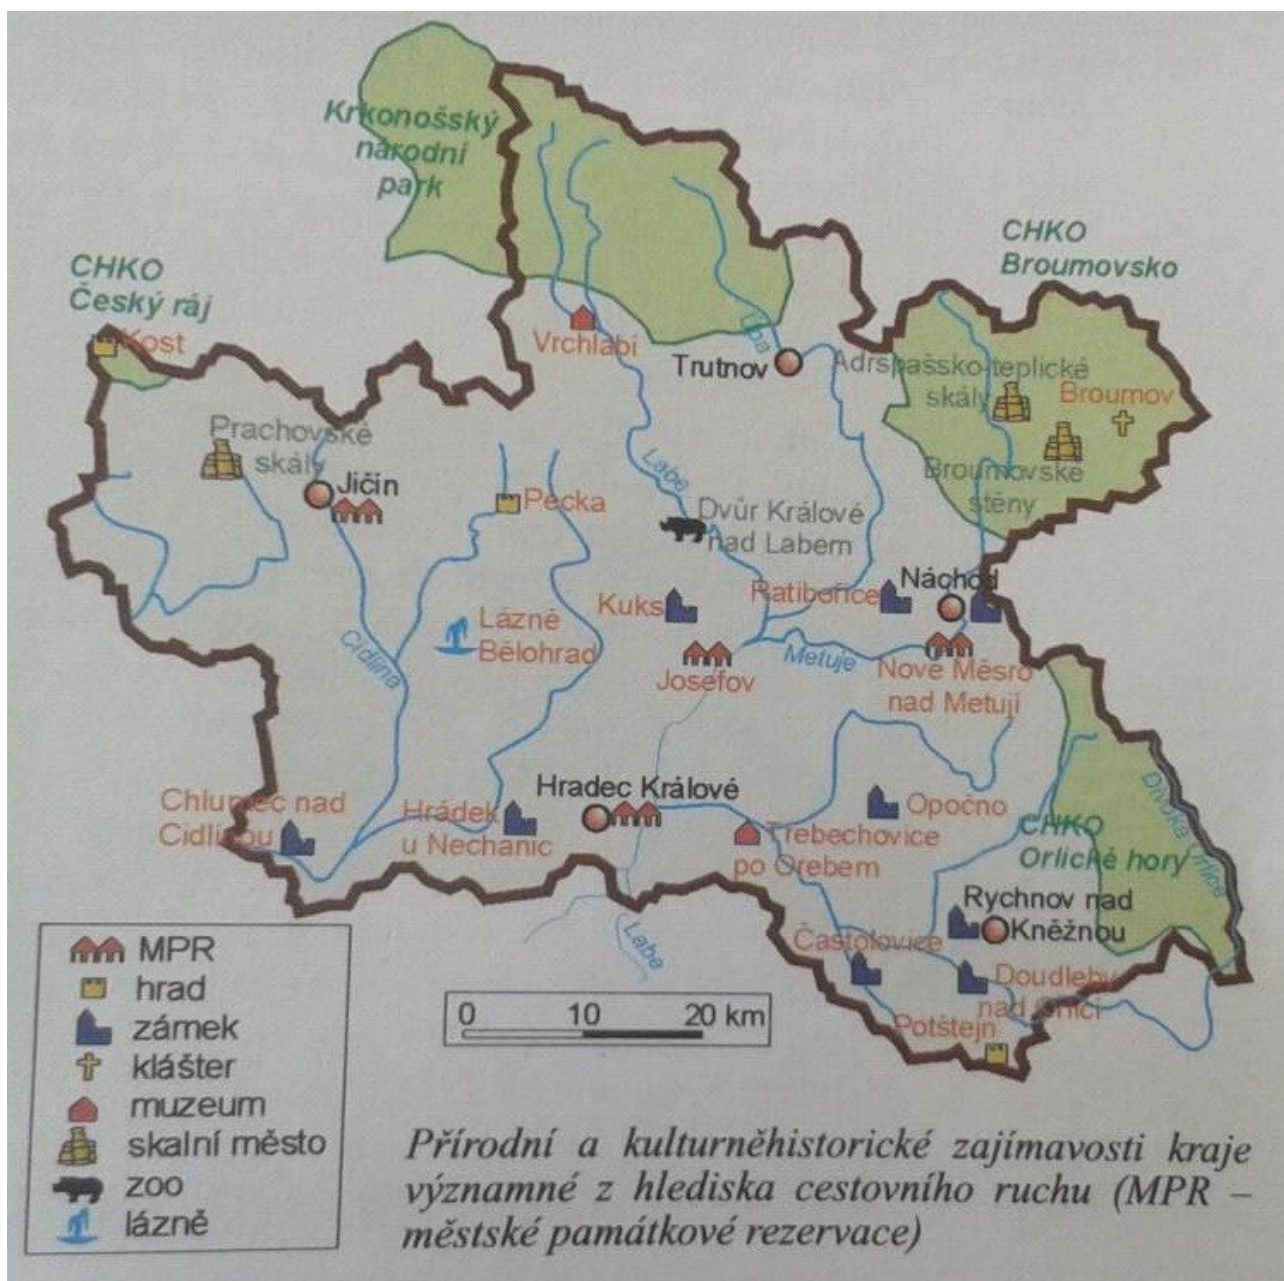 Krkonošský
národní
park
CHKO
Broumovsko
CHKO
Český ráj
Kost
Vrchlabí
Úpa
Trutnov
Adršpašsko-teplické
skály
Broumov
Prachovské
skály
Jičín
Labe
Broumovské
stěny
Pecka
Dvůr Králové
nad Labem
Náchod
Ratibořice
Kuks
Lázně
Bělohrad
Cidlina
Metuje
Josefov
Nové Měsro
nad Metují
Hradec Králové
Chlumec nad
Cidlinou
Hrádek
u Nechanic
Opočno
Třebechovice
po Orebem
CHKO
Orlické hory
Divoká Orlice
Rychnov nad
Kněžnou
Častolovice
Labe
Doudleby
nad Orlicí
Potštejn
MPR
hrad
zámek
klášter
muzeum
skalní město
zoo
lázně
0 10 20 km
Přírodní a kulturněhistorické zajímavosti kraje
významné z hlediska cestovního ruchu (MPR –
městské památkové rezervace)